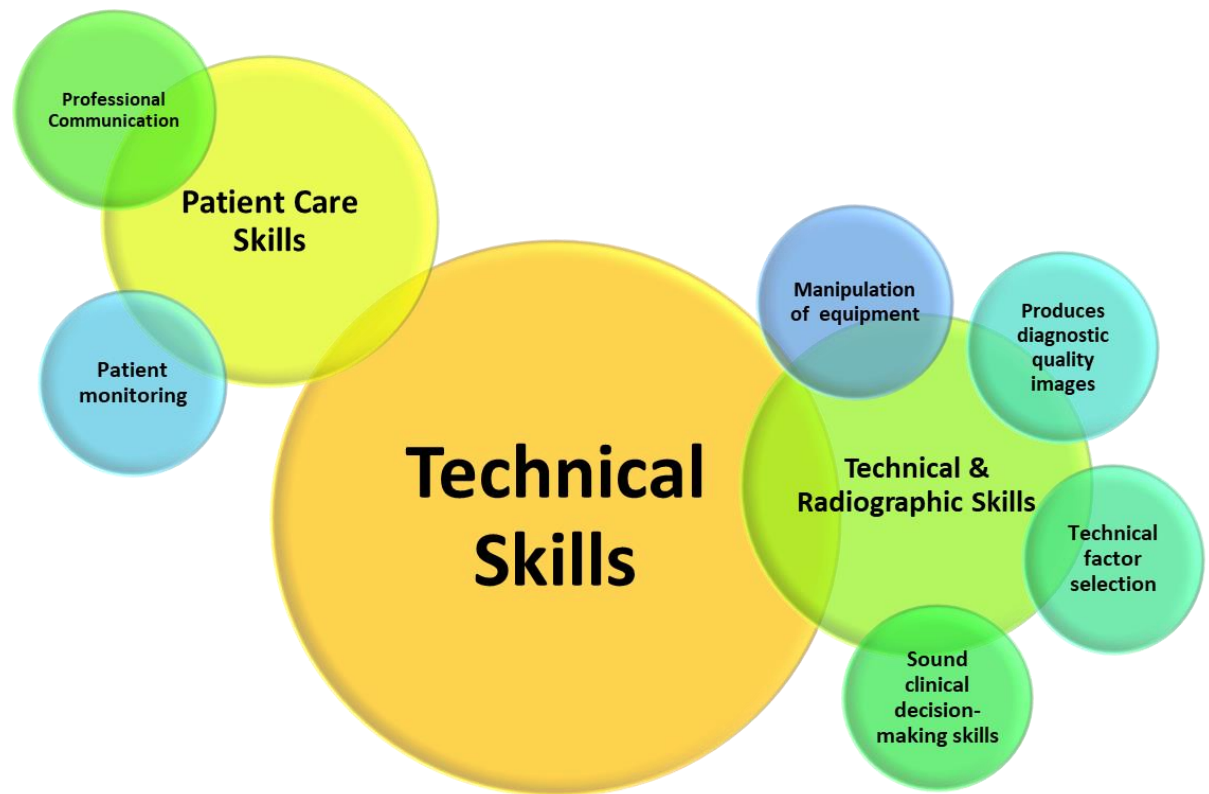 Professional
Communication
Patient Care
Skills
Patient
monitoring
Technical
Skills
Manipulation
of equipment
Produces
diagnostic
quality
images
Technical &
Radiographic Skills
Technical
factor
selection
Sound
clinical
decision-
making skills